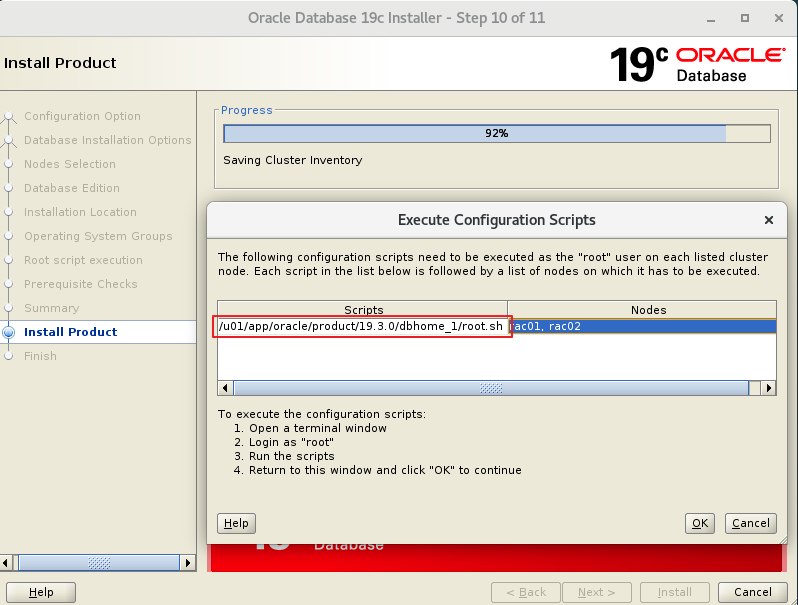 Oracle Database 19c Installer - Step 10 of 11
Install Product
19c ORACLE
Database
Configuration Option
Database Installation Options
Nodes Selection
Database Edition
Installation Location
Operating System Groups
Root script execution
Prerequisite Checks
Summary
Install Product
Finish
Progress
92%
Saving Cluster Inventory
Execute Configuration Scripts
The following configuration scripts need to be executed as the "root" user on each listed cluster
node. Each script in the list below is followed by a list of nodes on which it has to be executed.
Scripts Nodes
/u01/app/oracle/product/19.3.0/dbhome_1/root.sh rac01, rac02
To execute the configuration scripts:
1. Open a terminal window
2. Login as "root"
3. Run the scripts
4. Return to this window and click "OK" to continue
Help OK Cancel
Database
Help < Back Next > Install Cancel